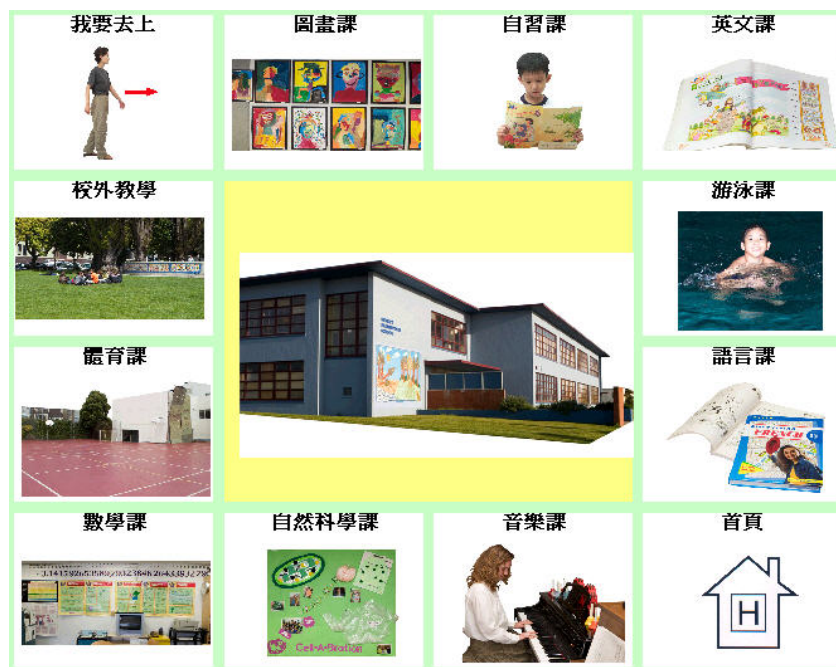 我要去上
圖畫課
自習課
英文課
校外教學
游泳課
體育課
語言課
數學課
自然科學課
音樂課
首頁
FRENCH
Cell-A-Bration
H